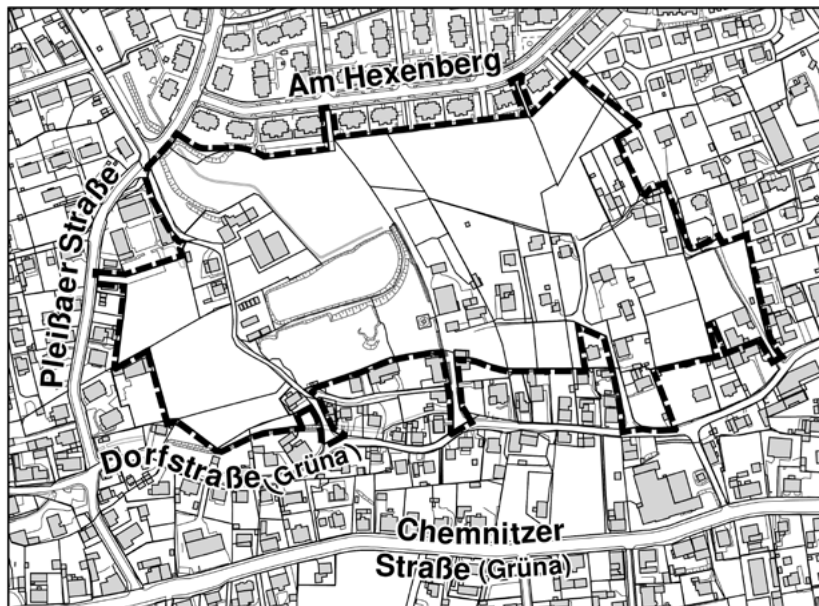 Am Hexenberg
Pleißaer Straße
Dorfstraße (Grüna)
Chemnitzer
Straße (Grüna)